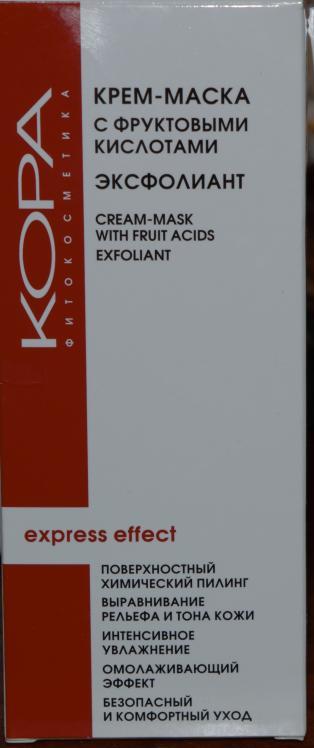 КОРА
ФИТОКОСМЕТИКА
КРЕМ-МАСКА
С ФРУКТОВЫМИ
КИСЛОТАМИ
ЭКСФОЛИАНТ
CREAM-MASK
WITH FRUIT ACIDS
EXFOLIANT
express effect
ПОВЕРХНОСТНЫЙ
ХИМИЧЕСКИЙ ПИЛИНГ
ВЫРАВНИВАНИЕ
РЕЛЬЕФА И ТОНА КОЖИ
ИНТЕНСИВНОЕ
УВЛАЖНЕНИЕ
ОМОЛАЖИВАЮЩИЙ
ЭФФЕКТ
БЕЗОПАСНЫЙ
И КОМФОРТНЫЙ УХОД